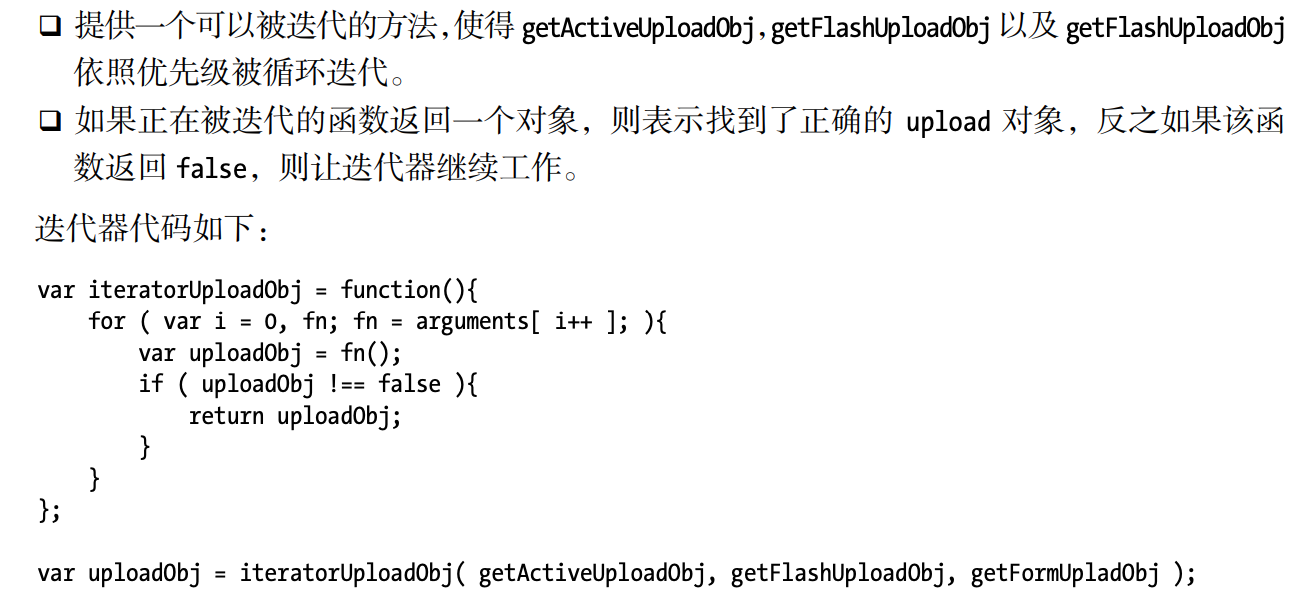 ❑ 提供一个可以被迭代的方法,使得 getActiveUploadObj,getFlashUploadObj 以及 getFlashUploadObj
依照优先级被循环迭代。
❑ 如果正在被迭代的函数返回一个对象，则表示找到了正确的 upload 对象，反之如果该函
数返回 false，则让迭代器继续工作。
迭代器代码如下：
var iteratorUploadObj = function(){
    for ( var i = 0, fn; fn = arguments[ i++ ]; ){
        var uploadObj = fn();
        if ( uploadObj !== false ){
            return uploadObj;
        }
    }
};
var uploadObj = iteratorUploadObj( getActiveUploadObj, getFlashUploadObj, getFormUpladObj );